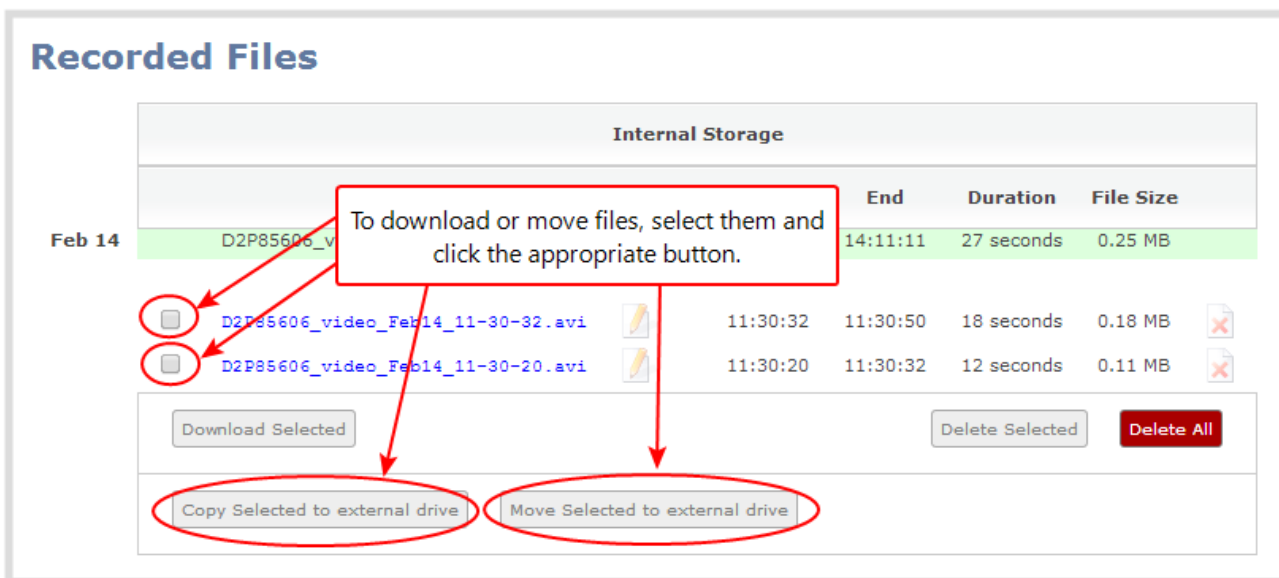 Recorded Files
Internal Storage
End Duration File Size
To download or move files, select them and
click the appropriate button.
Feb 14 D2P85606_v 14:11:11 27 seconds 0.25 MB
D2P85606_video_Feb14_11-30-32.avi 11:30:32 11:30:50 18 seconds 0.18 MB
D2P85606_video_Feb14_11-30-20.avi 11:30:20 11:30:32 12 seconds 0.11 MB
Download Selected Delete Selected Delete All
Copy Selected to external drive Move Selected to external drive